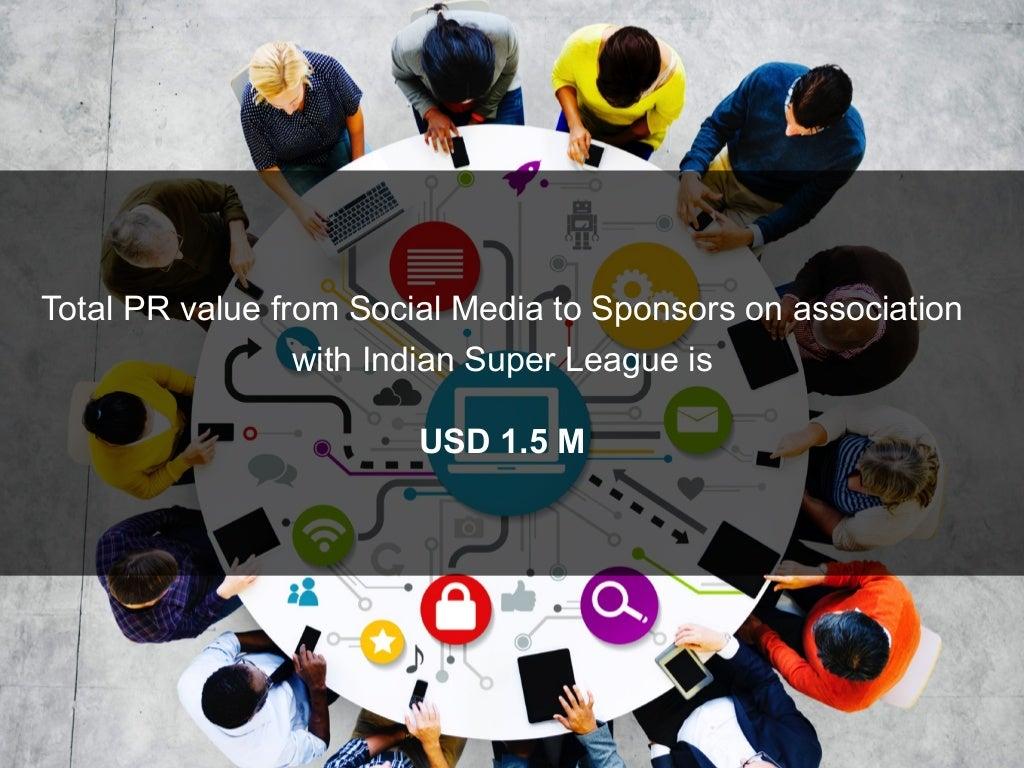 Total PR value from Social Media to Sponsors on association
with Indian Super League is
USD 1.5 M